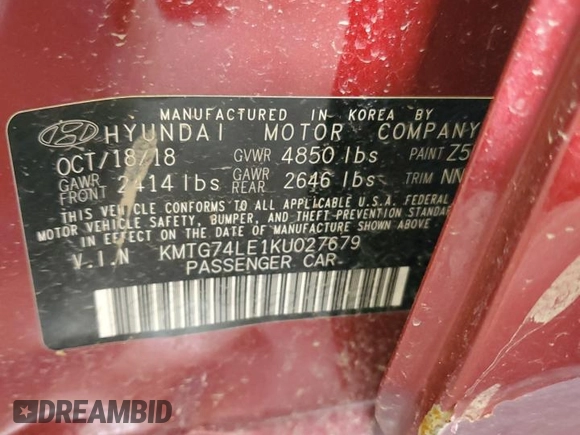 MANUFACTURED IN KOREA BY
HYUNDAI MOTOR COMPANY
OCT/18/18 GVWR 4850 lbs PAINT Z5
GAWR FRONT 2414 lbs GAWR REAR 2646 lbs TRIM NN
THIS VEHICLE CONFORMS TO ALL APPLICABLE U.S.A. FEDERAL
MOTOR VEHICLE SAFETY, BUMPER, AND THEFT PREVENTION STANDARDS
IN EFFECT ON THE DATE OF MANUFACTURE SHOWN ABOVE
V.I.N KMTG74LE1KU027679
PASSENGER CAR
DREAMBID